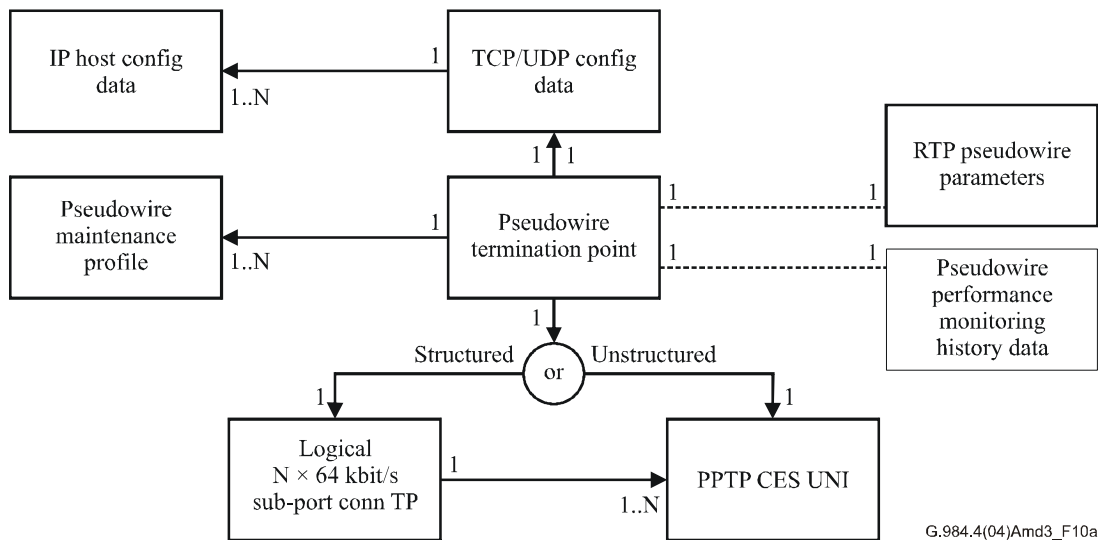 IP host config
data
1
1..N
TCP/UDP config
data
1
1
RTP pseudowire
parameters
Pseudowire
maintenance
profile
1
1..N
Pseudowire
termination point
1
1
1
1
Pseudowire
performance
monitoring
history data
1
Structured
or
Unstructured
1
1
Logical
N × 64 kbit/s
sub-port conn TP
1
1..N
PPTP CES UNI
G.984.4(04)Amd3_F10a